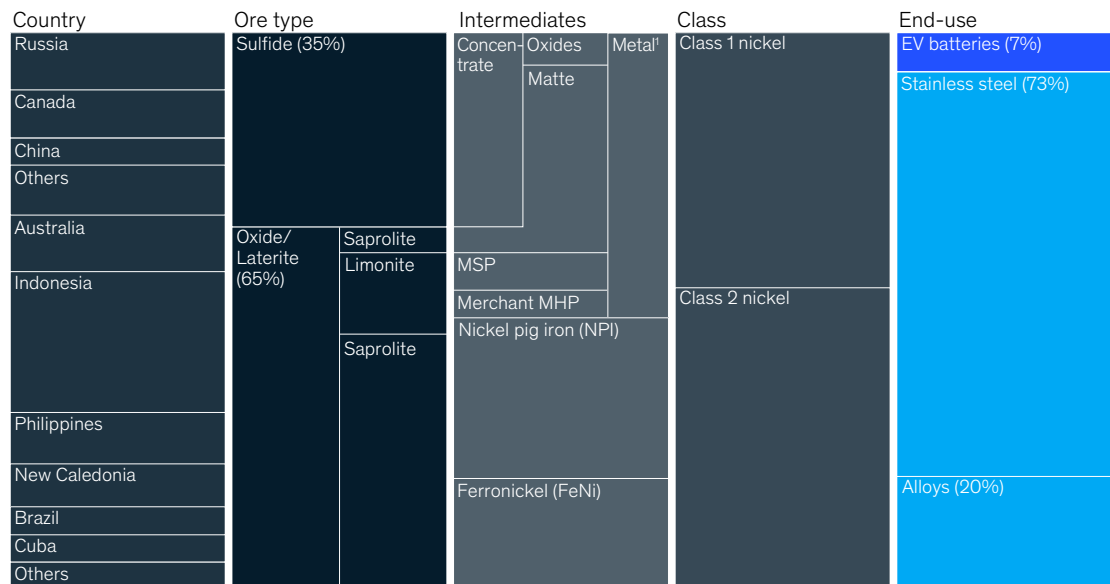 Country
Russia
Canada
China
Others
Australia
Indonesia
Philippines
New Caledonia
Brazil
Cuba
Others
Ore type
Sulfide (35%)
Oxide/
Laterite
(65%)
Saprolite
Limonite
Saprolite
Intermediates
Concen-
trate
Oxides
Matte
Metal¹
MSP
Merchant MHP
Nickel pig iron (NPI)
Ferronickel (FeNi)
Class
Class 1 nickel
Class 2 nickel
End-use
EV batteries (7%)
Stainless steel (73%)
Alloys (20%)